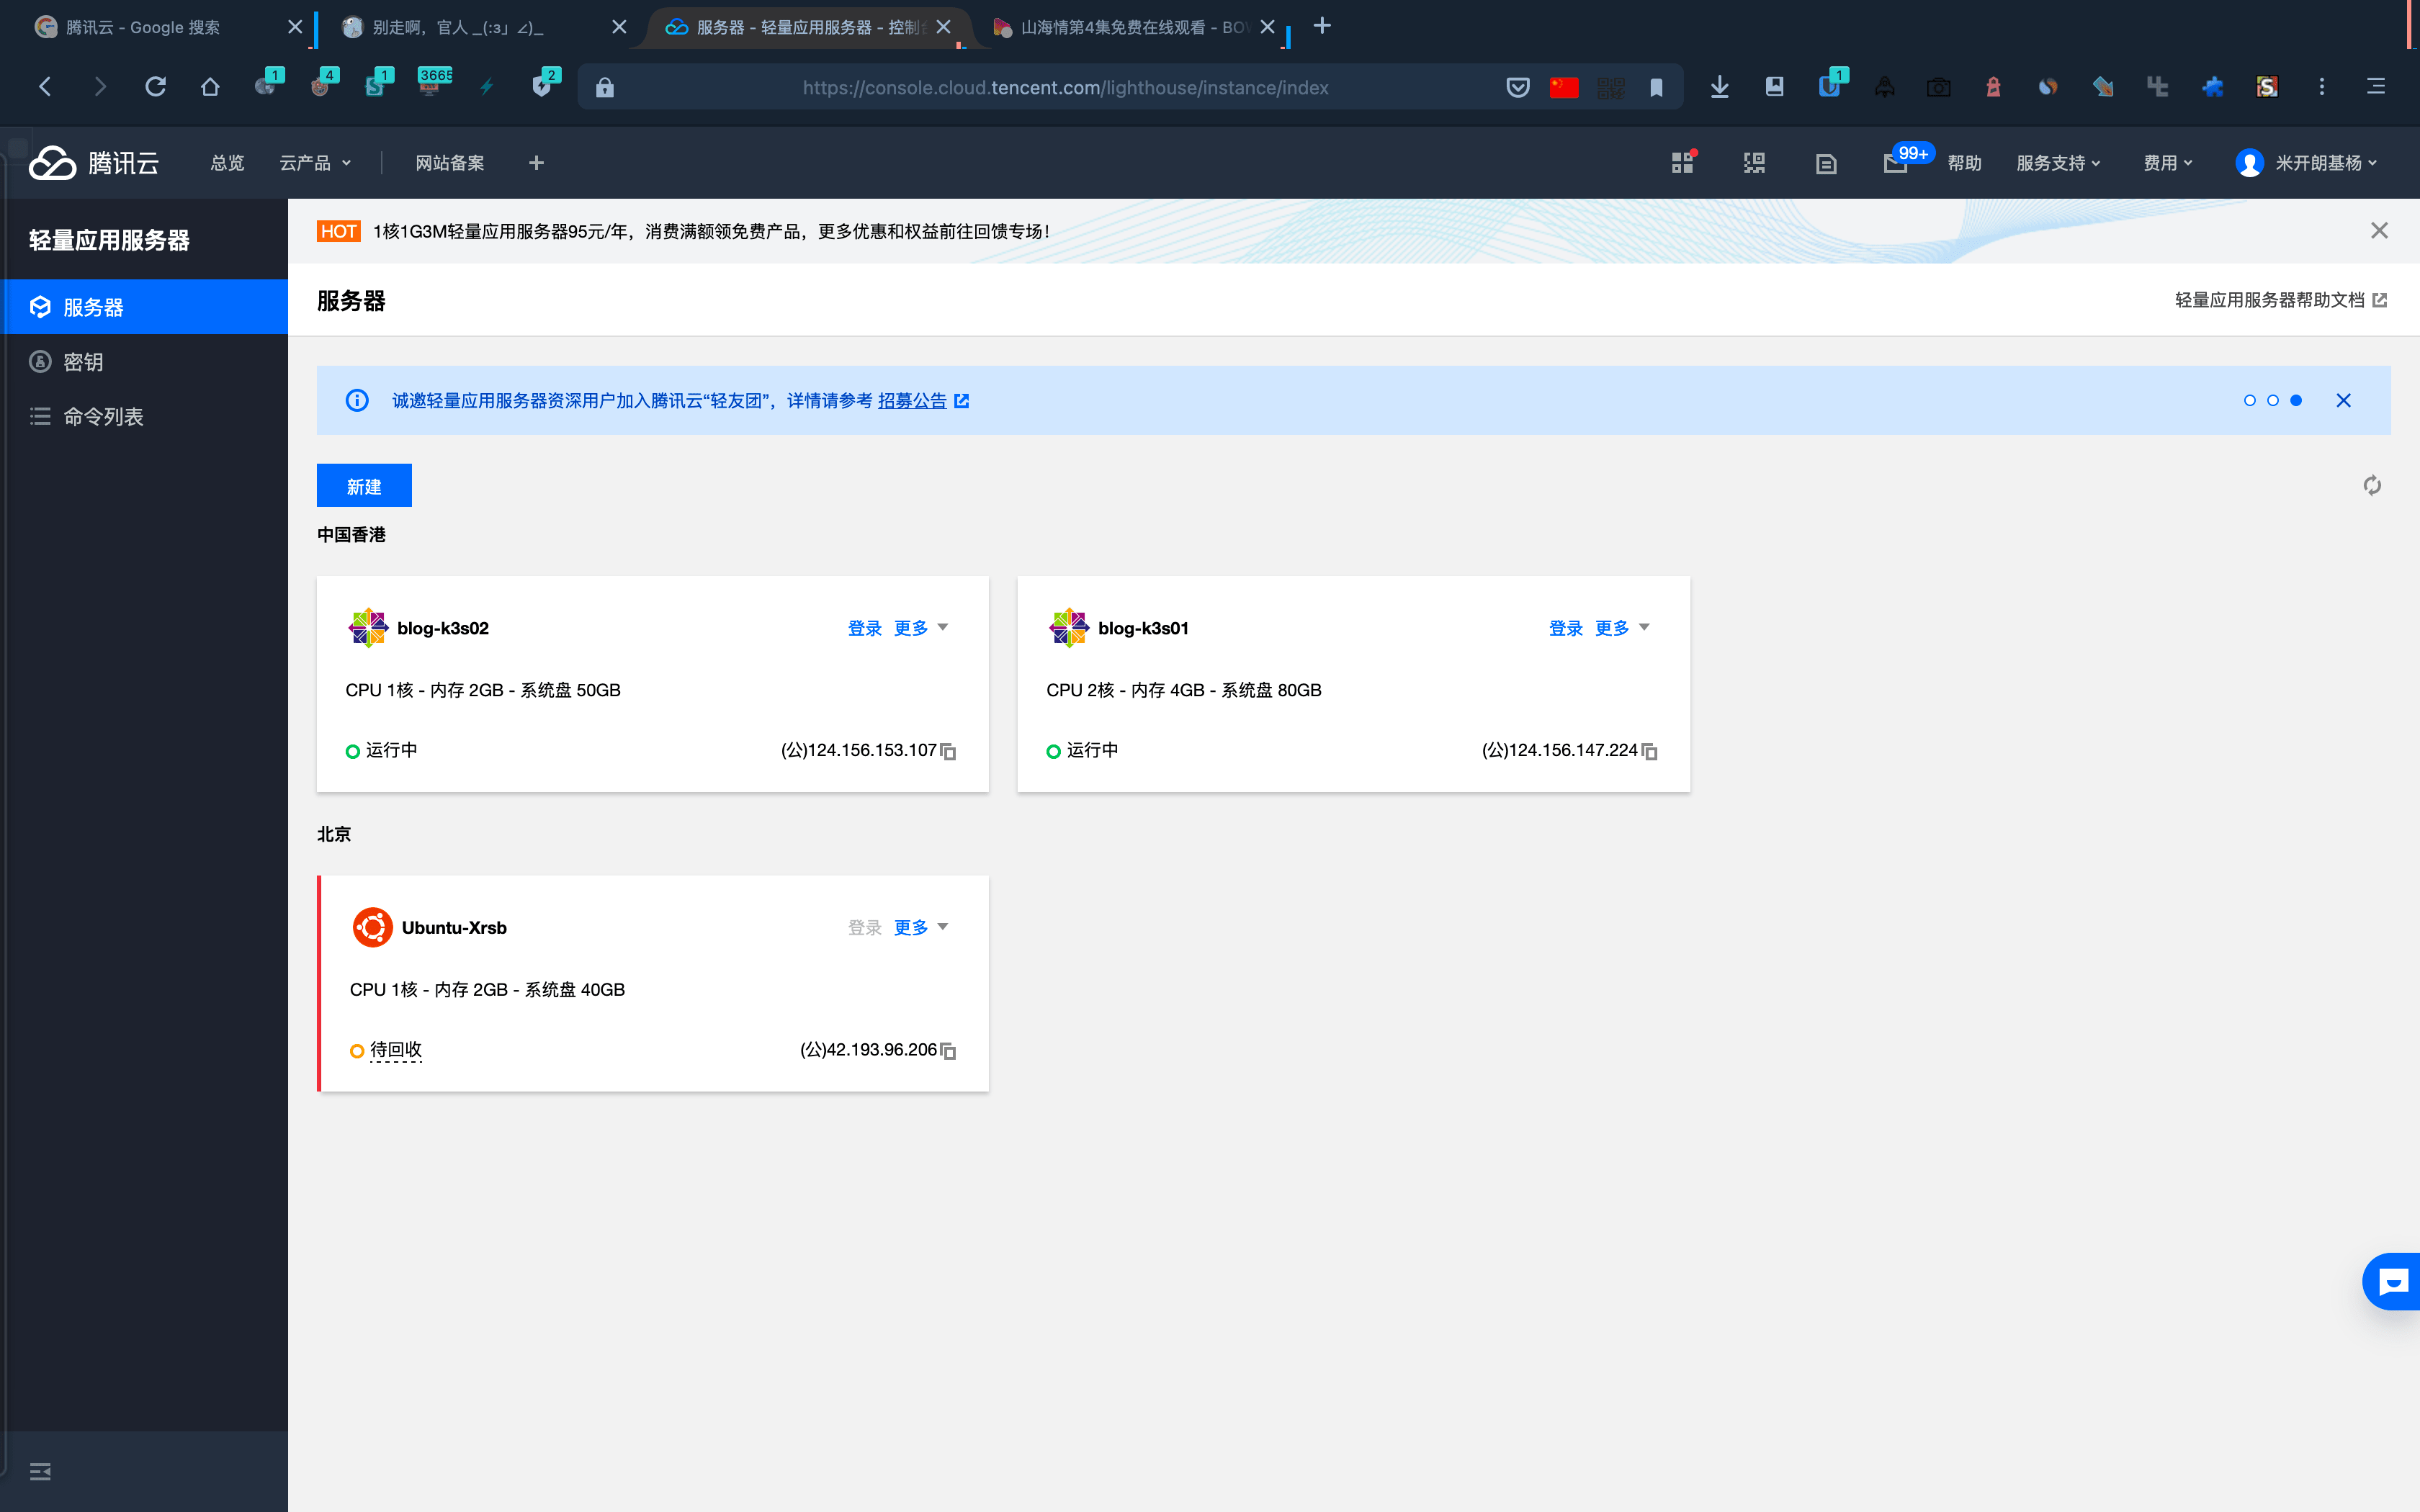 腾讯云 - Google 搜索
别走啊，官人 _(:з」∠)_
服务器 - 轻量应用服务器 - 控制
山海情第4集免费在线观看 - BO
1
4
1
3665
2
https://console.cloud.tencent.com/lighthouse/instance/index
1
腾讯云
总览
云产品
网站备案
99+
帮助
服务支持
费用
米开朗基杨
轻量应用服务器
服务器
密钥
命令列表
HOT 1核1G3M轻量应用服务器95元/年，消费满额领免费产品，更多优惠和权益前往回馈专场！
服务器
轻量应用服务器帮助文档
诚邀轻量应用服务器资深用户加入腾讯云“轻友团”，详情请参考 招募公告
新建
中国香港
blog-k3s02
登录 更多
CPU 1核 - 内存 2GB - 系统盘 50GB
运行中
(公)124.156.153.107
blog-k3s01
登录 更多
CPU 2核 - 内存 4GB - 系统盘 80GB
运行中
(公)124.156.147.224
北京
Ubuntu-Xrsb
登录 更多
CPU 1核 - 内存 2GB - 系统盘 40GB
待回收
(公)42.193.96.206